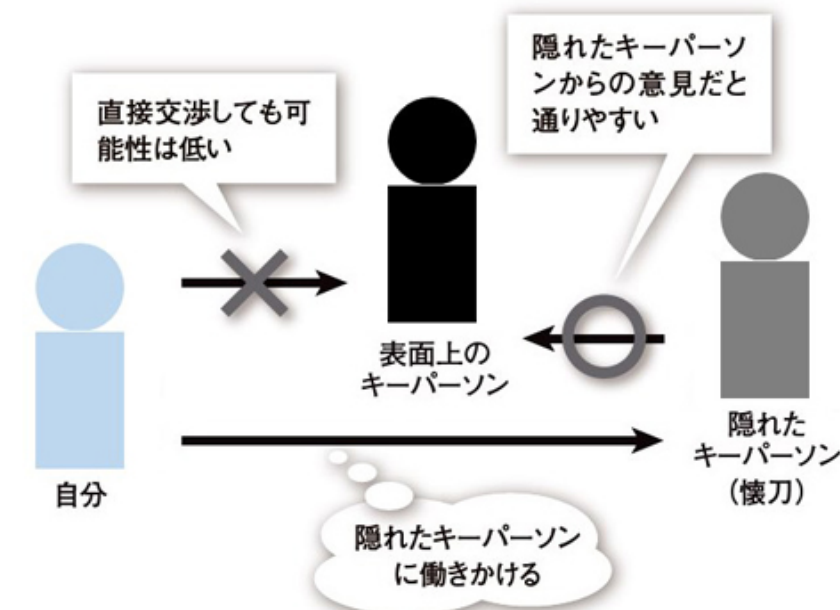 直接交渉しても可
能性は低い
隠れたキーパーソ
ンからの意見だと
通りやすい
表面上の
キーパーソン
自分
隠れた
キーパーソン
（懐刀）
隠れたキーパーソン
に働きかける